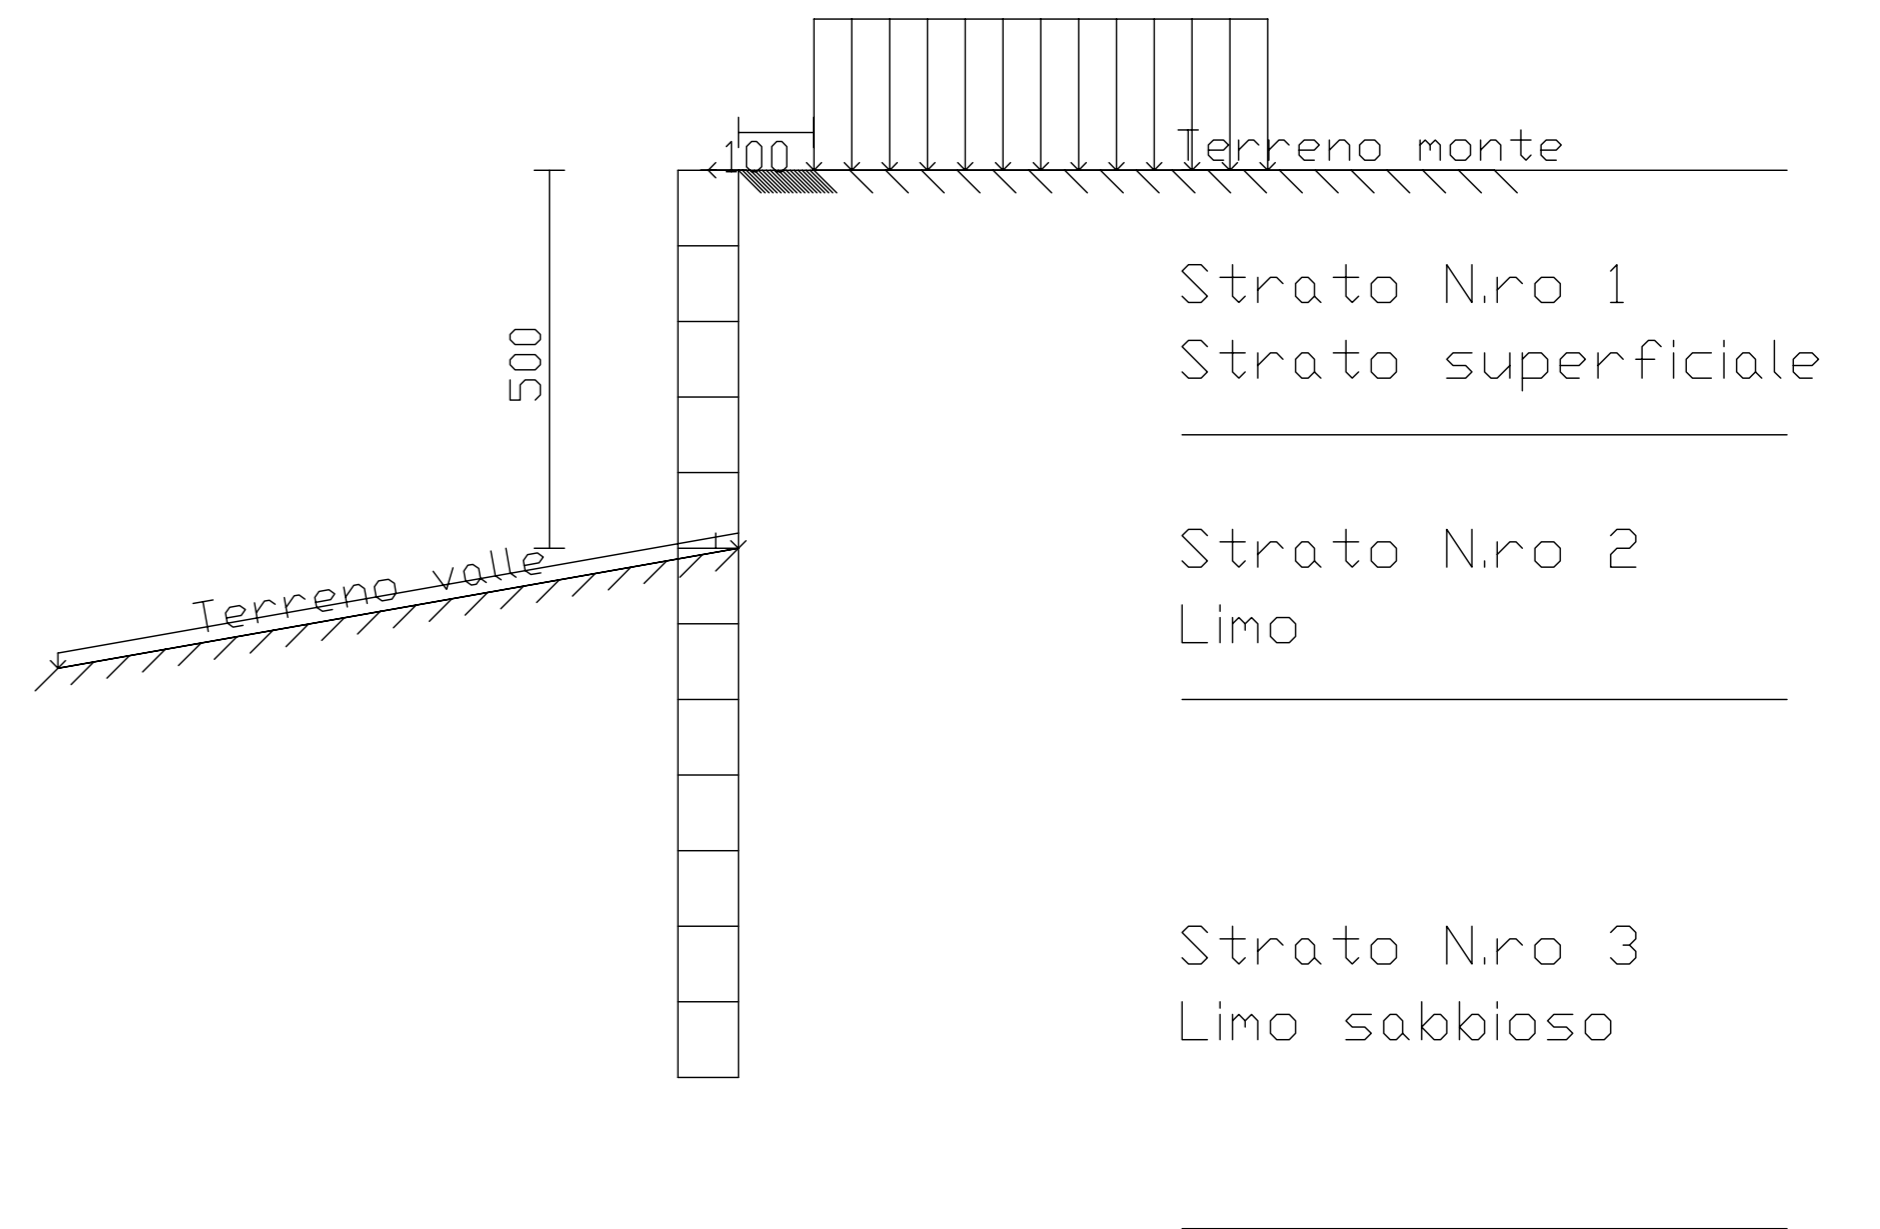 100
Terreno monte
Strato N.ro 1
Strato superficiale
500
Terreno valle
Strato N.ro 2
Limo
Strato N.ro 3
Limo sabbioso